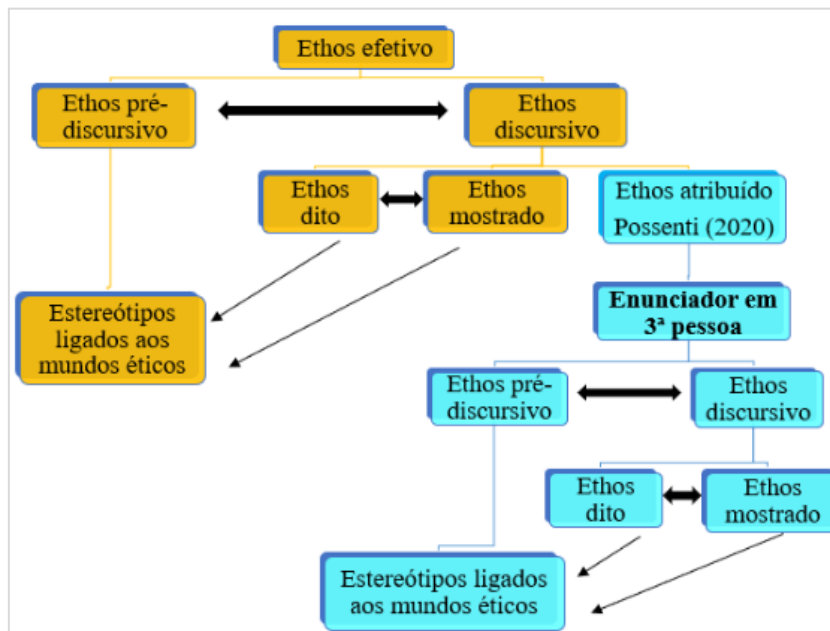 Ethos efetivo
Ethos pré-
discursivo
Ethos
discursivo
Ethos
dito
Ethos
mostrado
Ethos atribuído
Possenti (2020)
Estereótipos
ligados aos
mundos éticos
Enunciador em
3ª pessoa
Ethos pré-
discursivo
Ethos
discursivo
Ethos
dito
Ethos
mostrado
Estereótipos ligados
aos mundos éticos